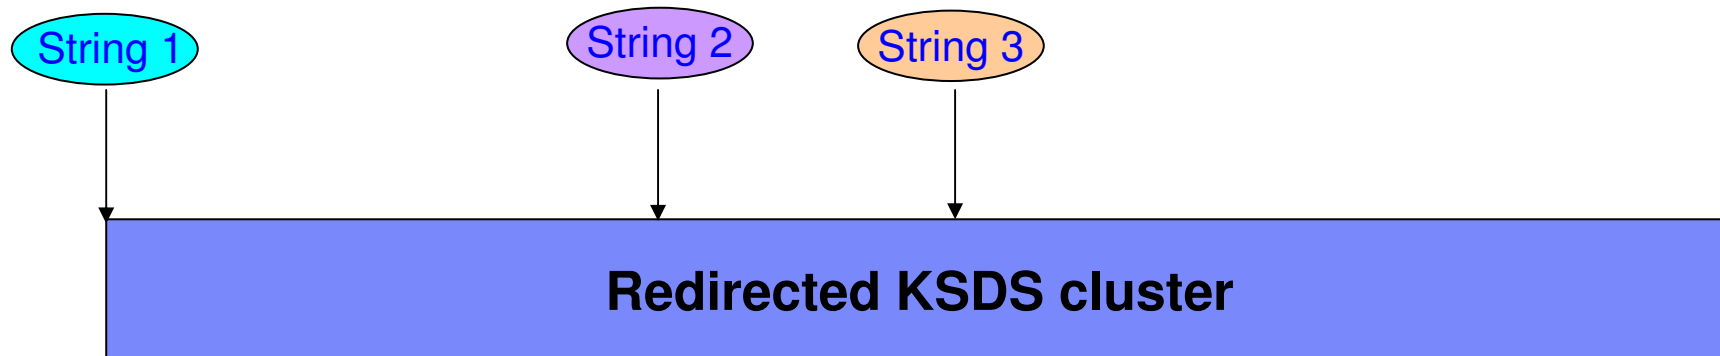 String 1
String 2
String 3
Redirected KSDS cluster